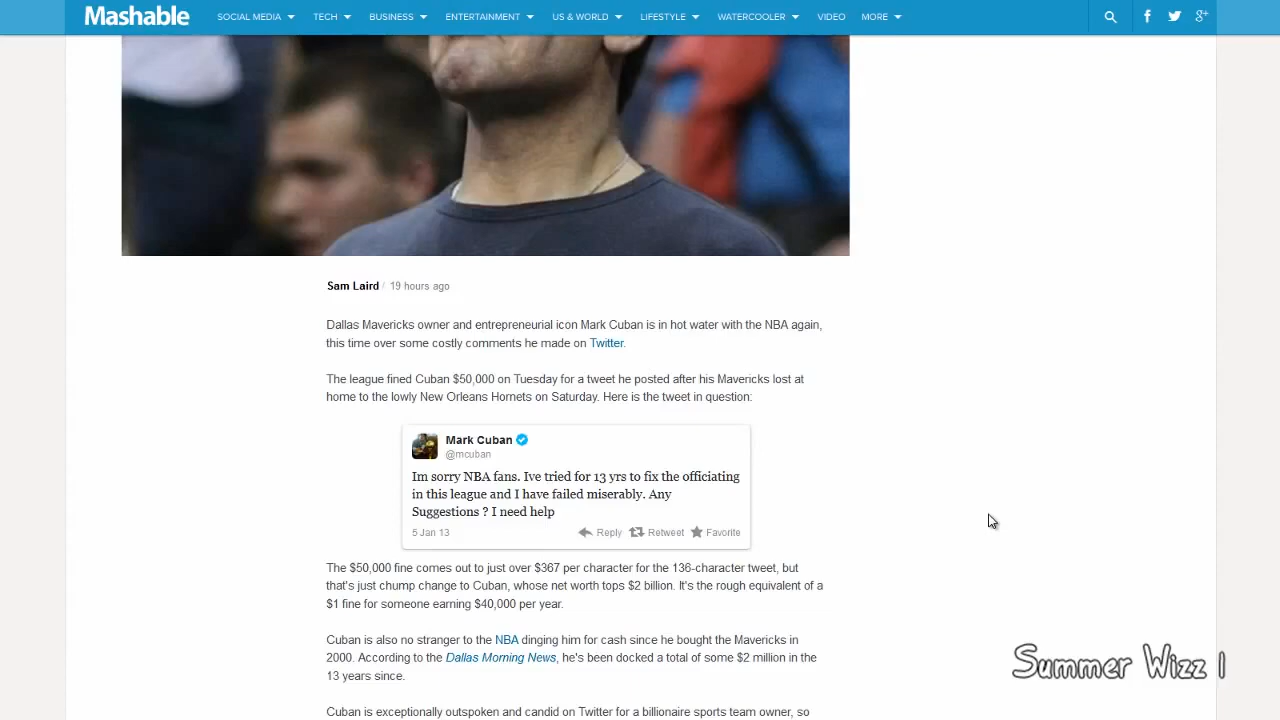 Mashable
SOCIAL MEDIA
TECH
BUSINESS
ENTERTAINMENT
US & WORLD
LIFESTYLE
WATERCOOLER
VIDEO
MORE
Sam Laird / 19 hours ago
Dallas Mavericks owner and entrepreneurial icon Mark Cuban is in hot water with the NBA again,
this time over some costly comments he made on Twitter.
The league fined Cuban $50,000 on Tuesday for a tweet he posted after his Mavericks lost at
home to the lowly New Orleans Hornets on Saturday. Here is the tweet in question:
Mark Cuban
@mcuban
Im sorry NBA fans. Ive tried for 13 yrs to fix the officiating
in this league and I have failed miserably. Any
Suggestions ? I need help
5 Jan 13 Reply Retweet Favorite
The $50,000 fine comes out to just over $367 per character for the 136-character tweet, but
that's just chump change to Cuban, whose net worth tops $2 billion. It's the rough equivalent of a
$1 fine for someone earning $40,000 per year.
Cuban is also no stranger to the NBA dinging him for cash since he bought the Mavericks in
2000. According to the Dallas Morning News, he's been docked a total of some $2 million in the
13 years since.
Cuban is exceptionally outspoken and candid on Twitter for a billionaire sports team owner, so
Summer Wizz 1